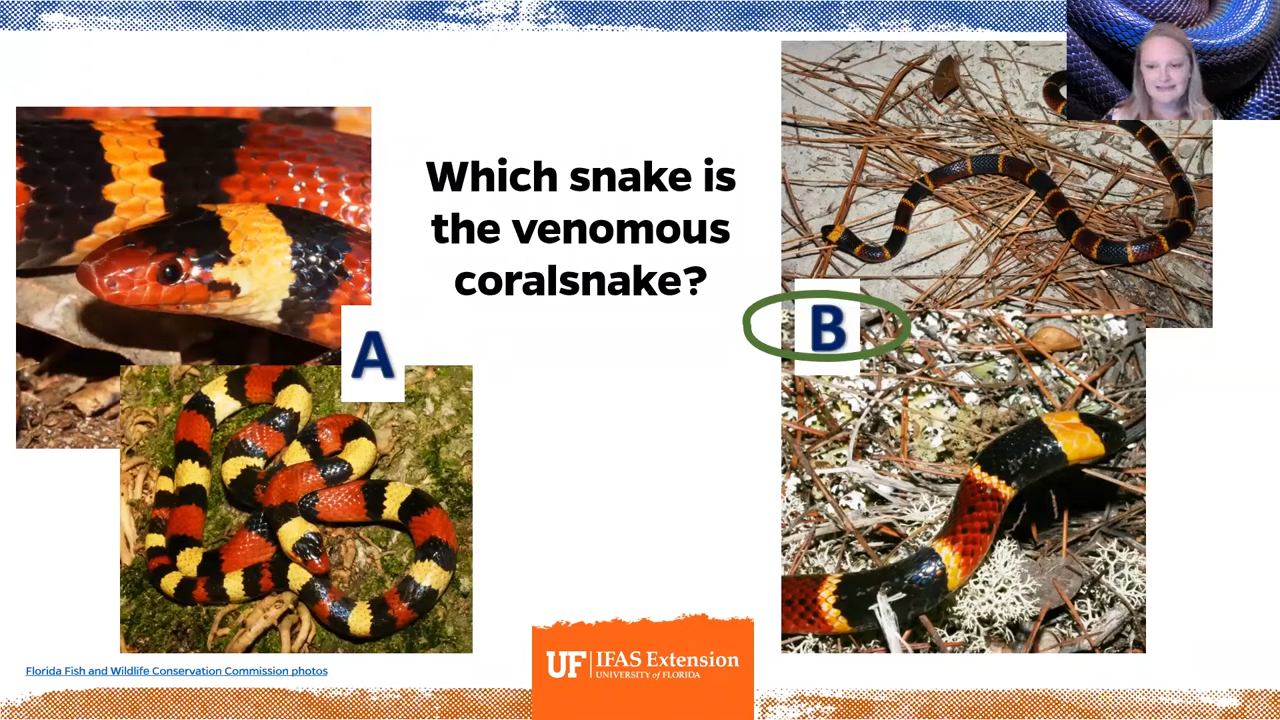 Which snake is
the venomous
coralsnake?
A
B
Florida Fish and Wildlife Conservation Commission photos
UF IFAS Extension
UNIVERSITY of FLORIDA